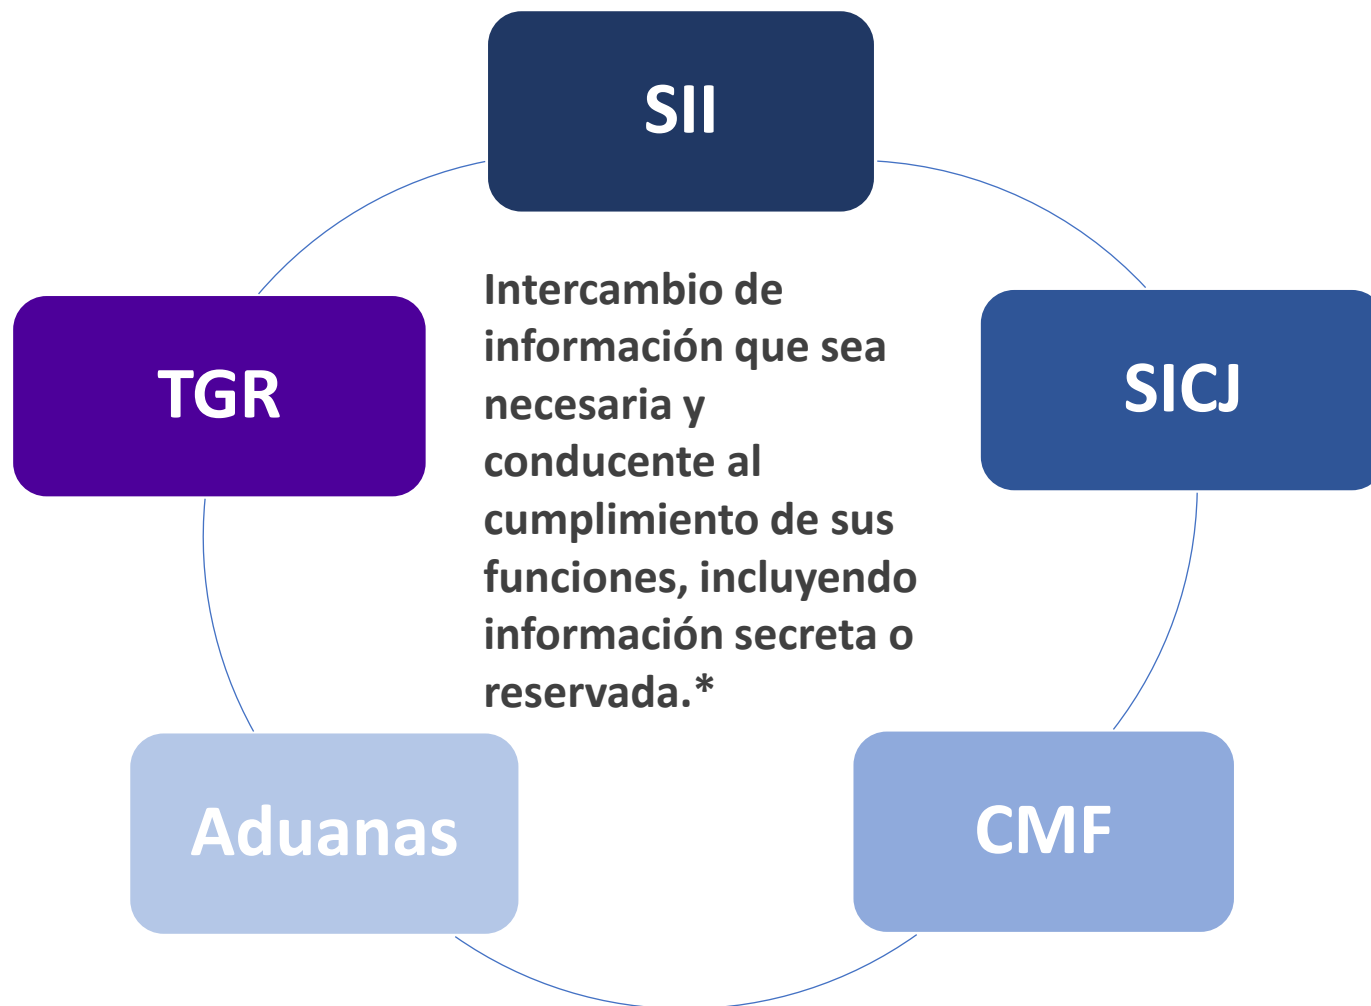 SII
Intercambio de
información que sea
necesaria y
conducente al
cumplimiento de sus
funciones, incluyendo
información secreta o
reservada.*
TGR
SICJ
Aduanas
CMF